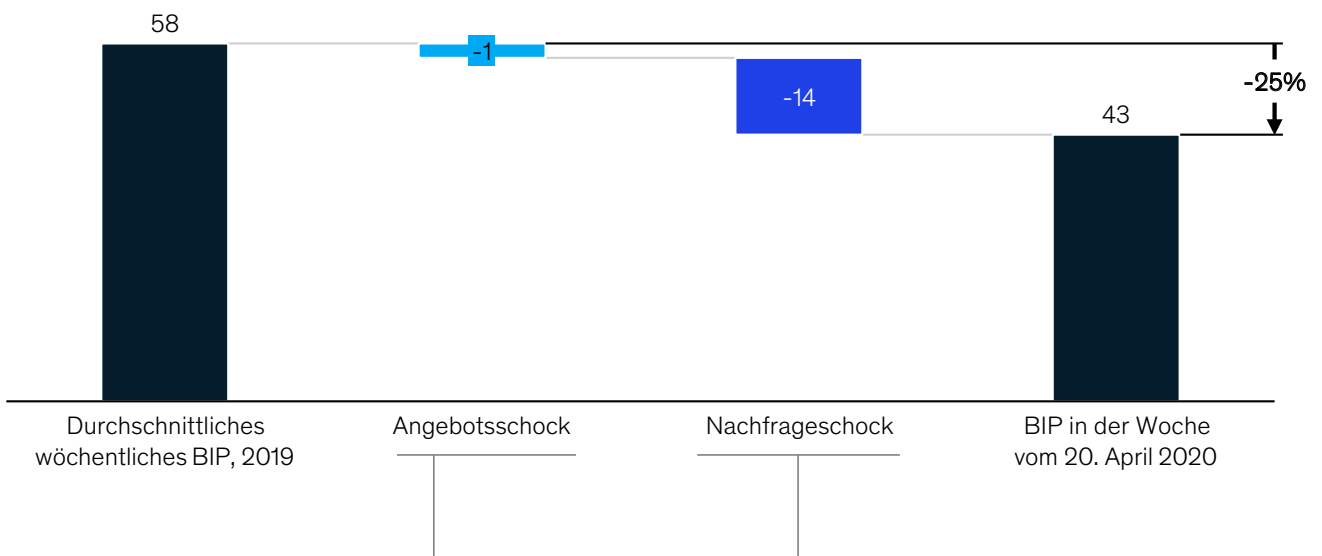 58
-1
-14
-25%
43
Durchschnittliches
wöchentliches BIP, 2019
Angebotsschock
Nachfrageschock
BIP in der Woche
vom 20. April 2020